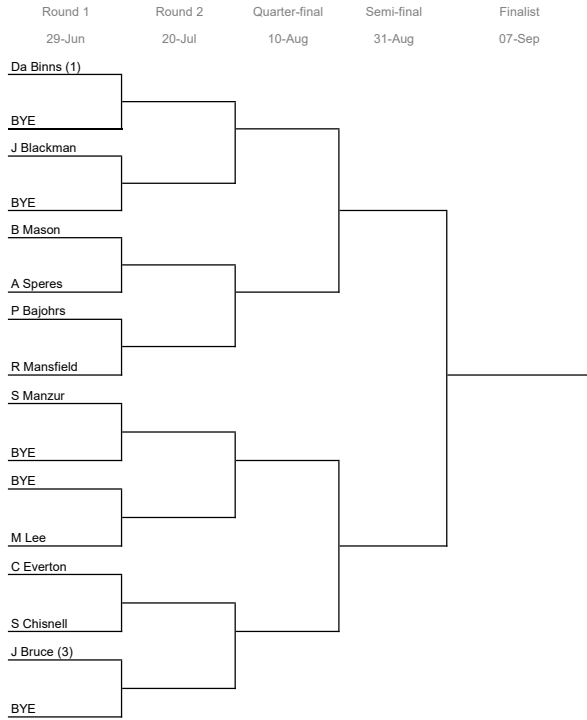 Round 1 Round 2 Quarter-final Semi-final Finalist
29-Jun 20-Jul 10-Aug 31-Aug 07-Sep
Da Binns (1)
BYE
J Blackman
BYE
B Mason
A Speres
P Bajohrs
R Mansfield
S Manzur
BYE
BYE
M Lee
C Everton
S Chisnell
J Bruce (3)
BYE